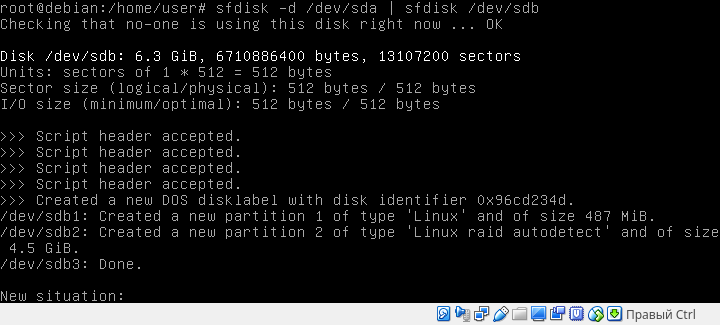 root@debian:/home/user# sfdisk -d /dev/sda | sfdisk /dev/sdb
Checking that no-one is using this disk right now ... OK
Disk /dev/sdb: 6.3 GiB, 6710886400 bytes, 13107200 sectors
Units: sectors of 1 * 512 = 512 bytes
Sector size (logical/physical): 512 bytes / 512 bytes
I/O size (minimum/optimal): 512 bytes / 512 bytes
>>> Script header accepted.
>>> Script header accepted.
>>> Script header accepted.
>>> Script header accepted.
>>> Created a new DOS disklabel with disk identifier 0x96cd234d.
/dev/sdb1: Created a new partition 1 of type 'Linux' and of size 487 MiB.
/dev/sdb2: Created a new partition 2 of type 'Linux raid autodetect' and of size
 4.5 GiB.
/dev/sdb3: Done.
New situation:
Правый Ctrl